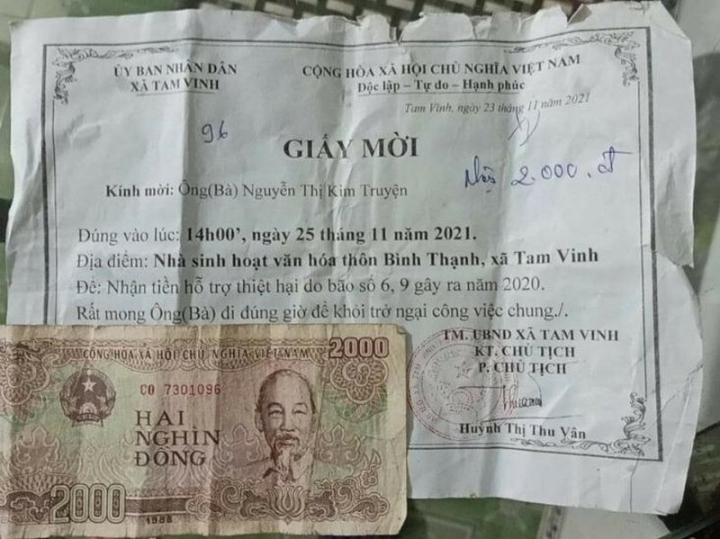 ỦY BAN NHÂN DÂN
XÃ TAM VINH
CỘNG HÒA XÃ HỘI CHỦ NGHĨA VIỆT NAM
Độc lập – Tự do – Hạnh phúc
Tam Vinh, ngày 23 tháng 11 năm 2021
96
GIẤY MỜI
Nhận 2.000.đ
Kính mời: Ông(Bà) Nguyễn Thị Kim Truyện
Đúng vào lúc: 14h00’, ngày 25 tháng 11 năm 2021.
Địa điểm: Nhà sinh hoạt văn hóa thôn Bình Thạnh, xã Tam Vinh
Để: Nhận tiền hỗ trợ thiệt hại do bão số 6, 9 gây ra năm 2020.
Rất mong Ông(Bà) đi đúng giờ để khỏi trở ngại công việc chung./.
TM. UBND XÃ TAM VINH
KT. CHỦ TỊCH
P. CHỦ TỊCH
Huỳnh Thị Thu Vân
CỘNG HÒA XÃ HỘI CHỦ NGHĨA VIỆT NAM 2000
CO 7301096
HAI
NGHÌN
ĐỒNG
2000
1988